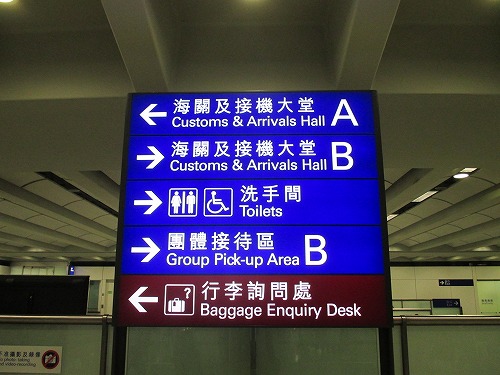 海關及接機大堂
Customs & Arrivals Hall A
海關及接機大堂
Customs & Arrivals Hall B
洗手間
Toilets
團體接待區
Group Pick-up Area B
行李詢問處
Baggage Enquiry Desk